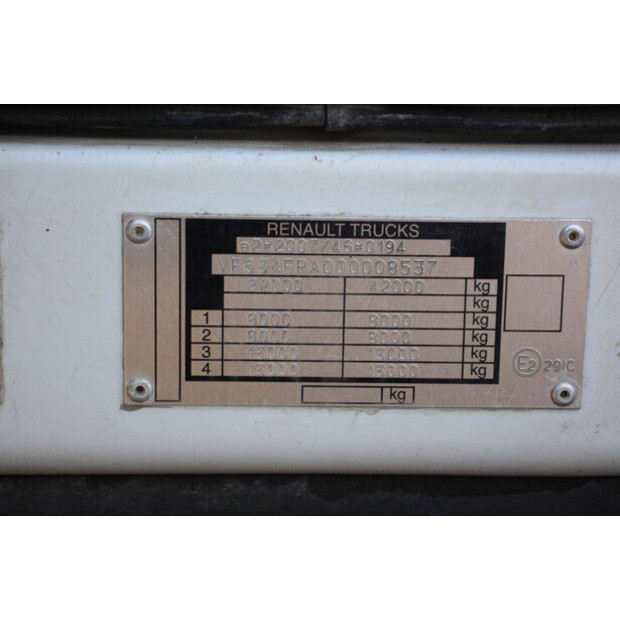 RENAULT TRUCKS
e2*2007/46*0194
VF634FPA000008537
32000 42000 kg
kg
1 8000 8000 kg
2 8000 8000 kg
3 13000 13000 kg
4 13000 13000 kg
kg
E2 291C